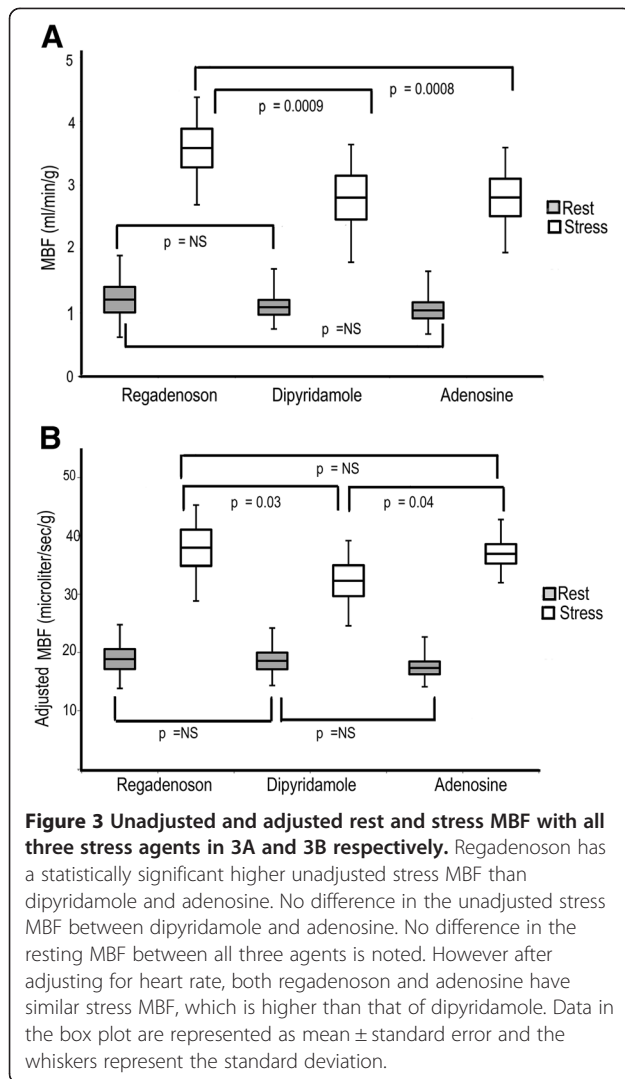 A
5
p = 0.0008
p = 0.0009
4
3
MBF (ml/min/g)
Rest
Stress
2
p = NS
1
p =NS
0
Regadenoson Dipyridamole Adenosine
B
50
p = NS
p = 0.03 p = 0.04
40
Adjusted MBF (microliter/sec/g)
30
Rest
Stress
20
10
p =NS p =NS
Regadenoson Dipyridamole Adenosine
Figure 3 Unadjusted and adjusted rest and stress MBF with all
three stress agents in 3A and 3B respectively. Regadenoson has
a statistically significant higher unadjusted stress MBF than
dipyridamole and adenosine. No difference in the unadjusted stress
MBF between dipyridamole and adenosine. No difference in the
resting MBF between all three agents is noted. However after
adjusting for heart rate, both regadenoson and adenosine have
similar stress MBF, which is higher than that of dipyridamole. Data in
the box plot are represented as mean ± standard error and the
whiskers represent the standard deviation.